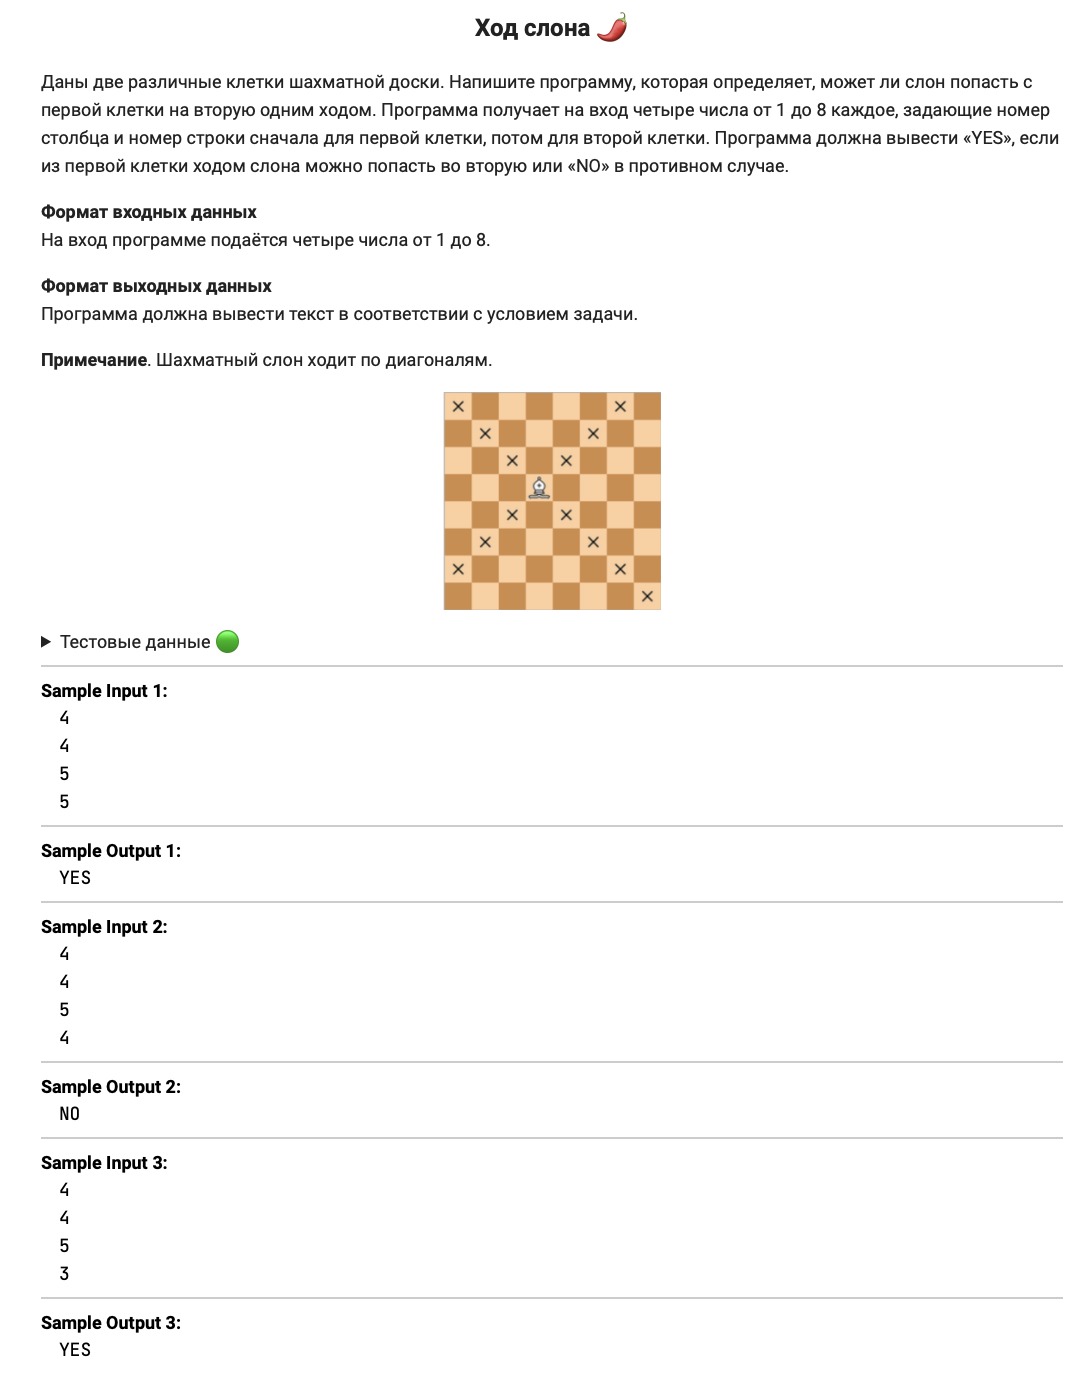 Ход слона
Даны две различные клетки шахматной доски. Напишите программу, которая определяет, может ли слон попасть с
первой клетки на вторую одним ходом. Программа получает на вход четыре числа от 1 до 8 каждое, задающие номер
столбца и номер строки сначала для первой клетки, потом для второй клетки. Программа должна вывести «YES», если
из первой клетки ходом слона можно попасть во вторую или «NO» в противном случае.
Формат входных данных
На вход программе подаётся четыре числа от 1 до 8.
Формат выходных данных
Программа должна вывести текст в соответствии с условием задачи.
Примечание. Шахматный слон ходит по диагоналям.
Тестовые данные
Sample Input 1:
4
4
5
5
Sample Output 1:
YES
Sample Input 2:
4
4
5
4
Sample Output 2:
NO
Sample Input 3:
4
4
5
3
Sample Output 3:
YES